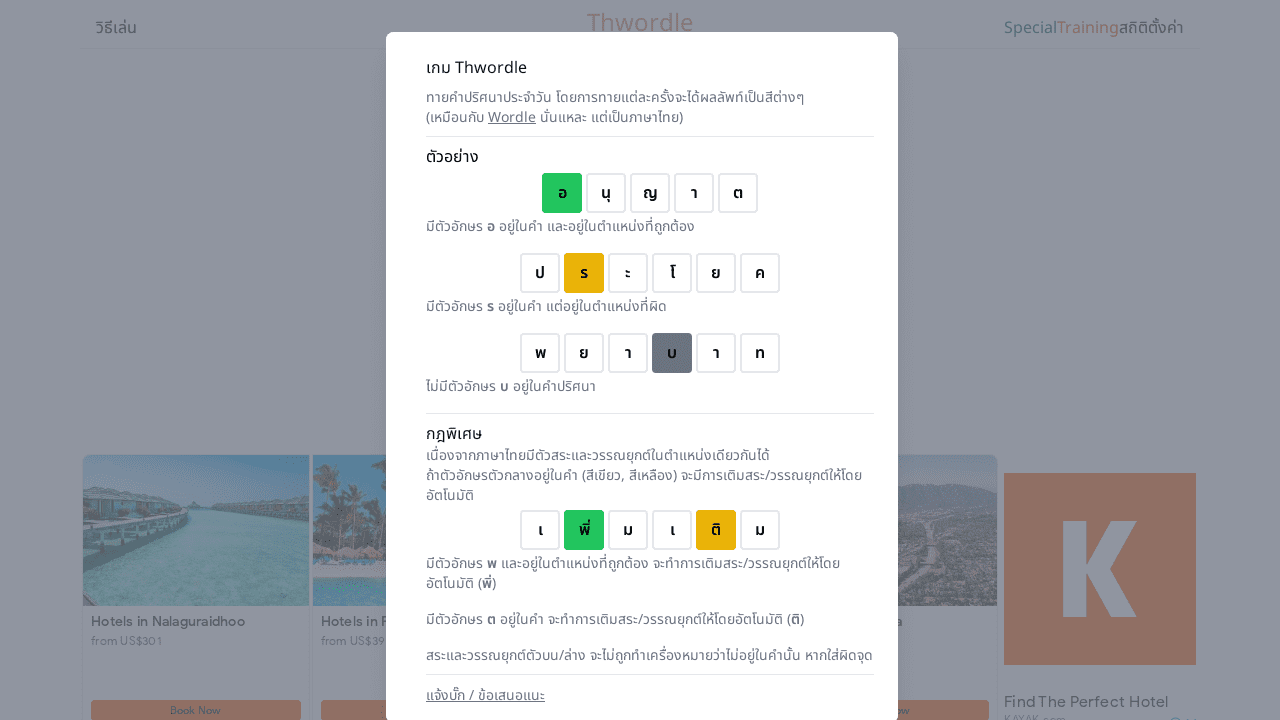 วิธีเล่น
Thwordle
SpecialTrainingสถิติตั้งค่า
เกม Thwordle
ทายคำปริศนาประจำวัน โดยการทายแต่ละครั้งจะได้ผลลัพท์เป็นสีต่างๆ
(เหมือนกับ Wordle นั่นแหละ แต่เป็นภาษาไทย)
ตัวอย่าง
อ นุ ญ า ต
มีตัวอักษร อ อยู่ในคำ และอยู่ในตำแหน่งที่ถูกต้อง
ป ร ะ โ ย ค
มีตัวอักษร ร อยู่ในคำ แต่อยู่ในตำแหน่งที่ผิด
พ ย า บ า ท
ไม่มีตัวอักษร บ อยู่ในคำปริศนา
กฎพิเศษ
เนื่องจากภาษาไทยมีตัวสระและวรรณยุกต์ในตำแหน่งเดียวกันได้
ถ้าตัวอักษรตัวกลางอยู่ในคำ (สีเขียว, สีเหลือง) จะมีการเติมสระ/วรรณยุกต์ให้โดย
อัตโนมัติ
เ พิ่ ม เ ติ ม
มีตัวอักษร พ และอยู่ในตำแหน่งที่ถูกต้อง จะทำการเติมสระ/วรรณยุกต์ให้โดย
อัตโนมัติ (พิ่)
มีตัวอักษร ต อยู่ในคำ จะทำการเติมสระ/วรรณยุกต์ให้โดยอัตโนมัติ (ติ)
สระและวรรณยุกต์ตัวบน/ล่าง จะไม่ถูกทำเครื่องหมายว่าไม่อยู่ในคำนั้น หากใส่ผิดจุด
แจ้งบั๊ก / ข้อเสนอแนะ
Hotels in Nalaguraidhoo
from US$301
Book Now
Hotels in
from US$39
K
Find The Perfect Hotel
KAYAK.com